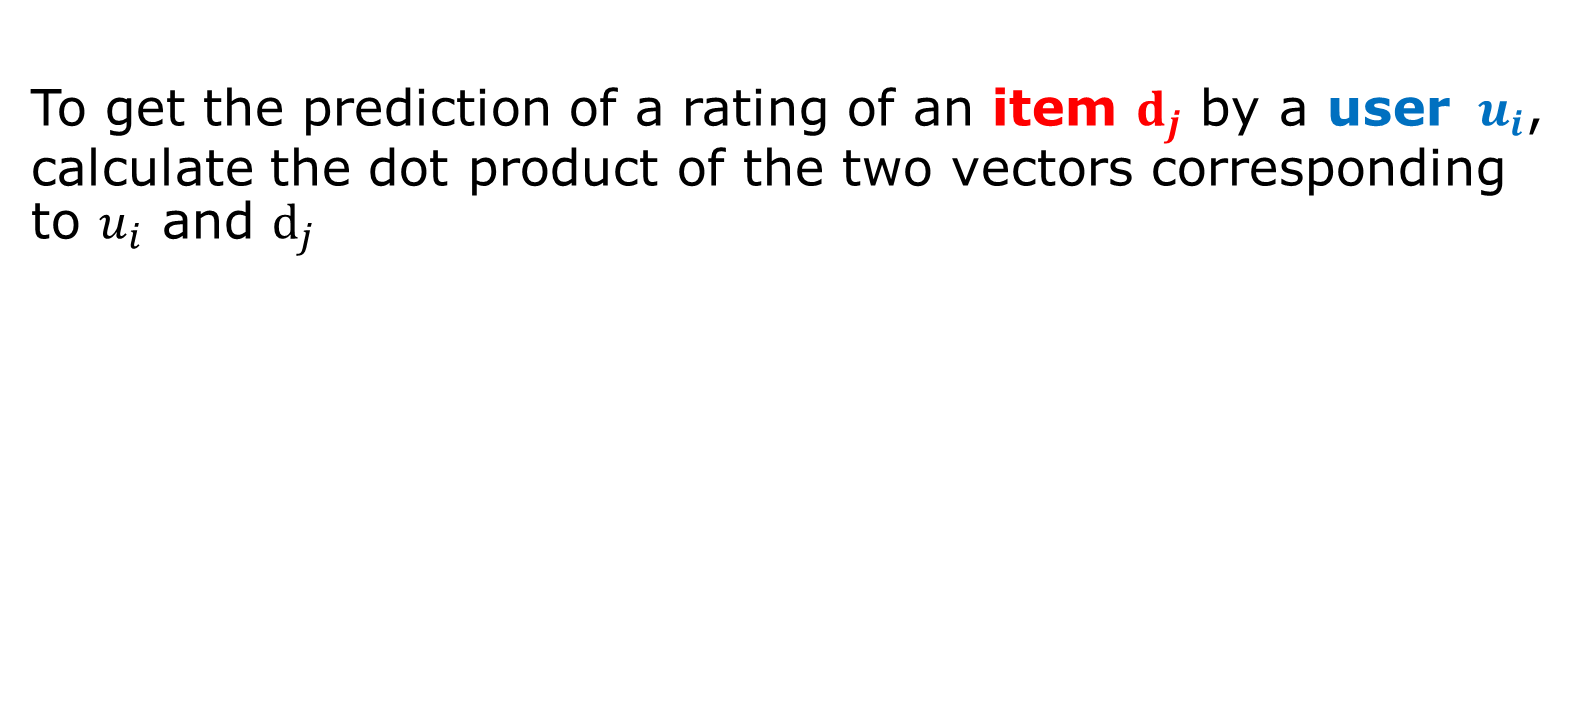 To get the prediction of a rating of an item dⱼ by a user uᵢ,
calculate the dot product of the two vectors corresponding
to uᵢ and dⱼ